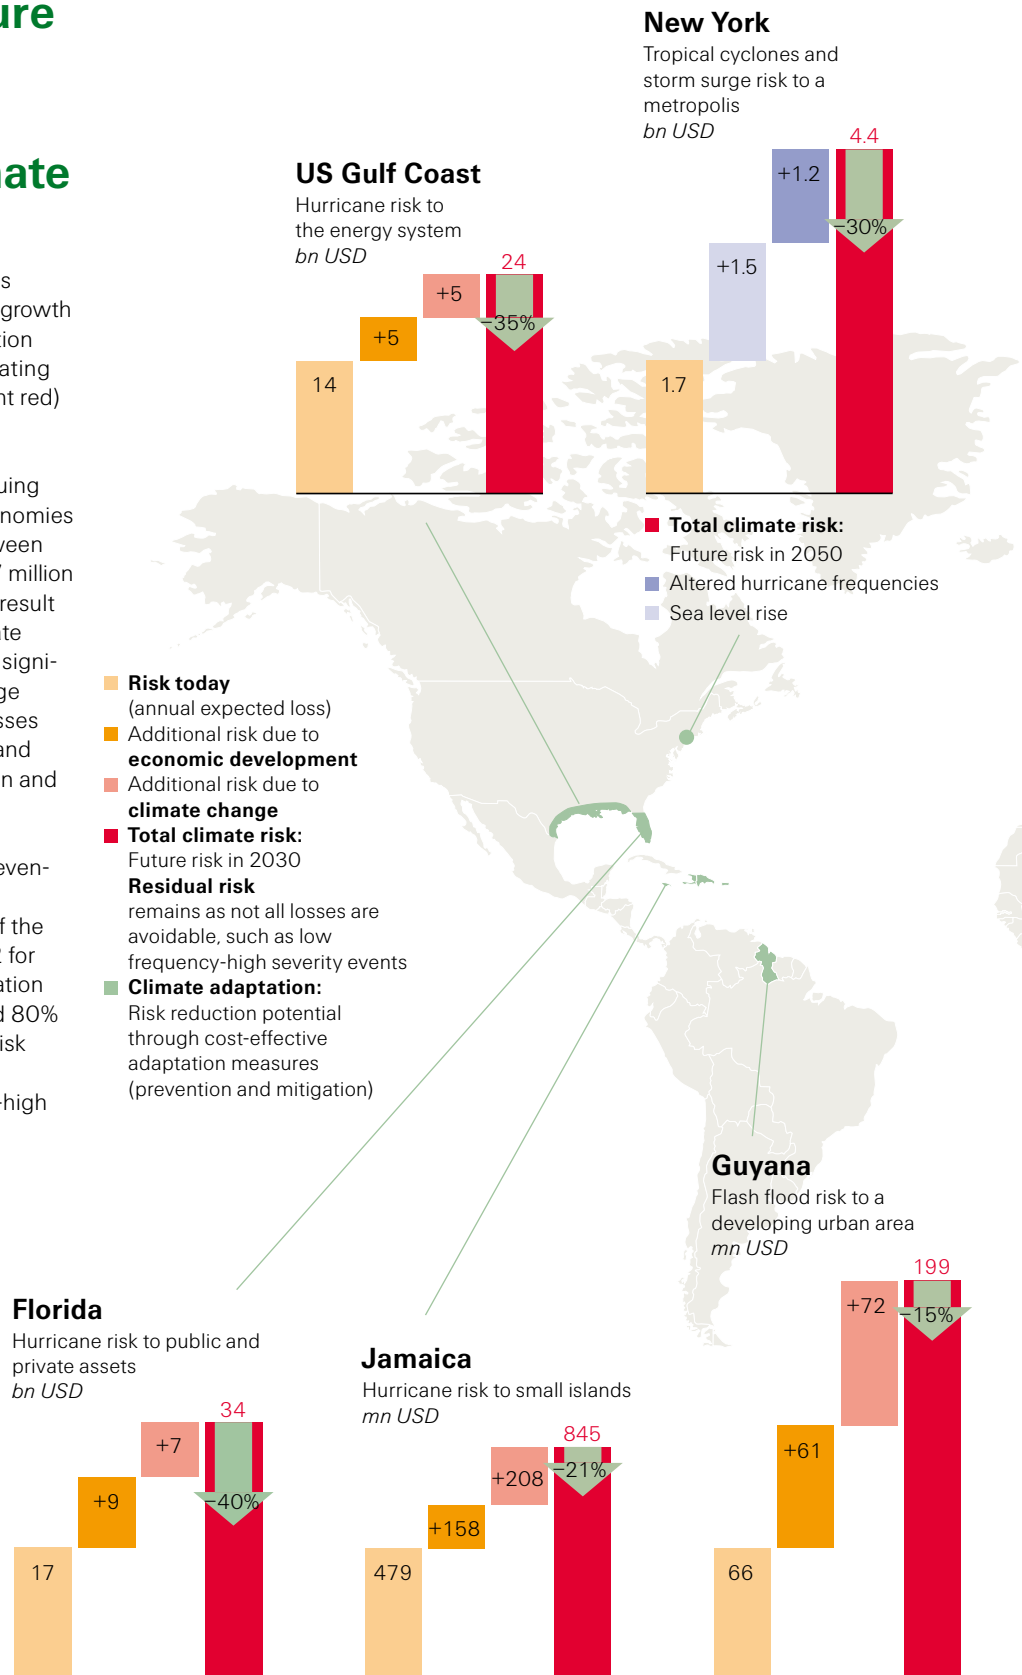 ure
ate
s
growth
tion
ating
nt red)
uing
nomies
veen
million
result
ate
signi-
ge
sses
and
n and
even-
f the
for
ation
d 80%
isk
-high
New York
Tropical cyclones and
storm surge risk to a
metropolis
bn USD
4.4
+1.2
−30%
+1.5
1.7
US Gulf Coast
Hurricane risk to
the energy system
bn USD
24
+5
−35%
+5
14
Total climate risk:
Future risk in 2050
Altered hurricane frequencies
Sea level rise
Risk today
(annual expected loss)
Additional risk due to
economic development
Additional risk due to
climate change
Total climate risk:
Future risk in 2030
Residual risk
remains as not all losses are
avoidable, such as low
frequency-high severity events
Climate adaptation:
Risk reduction potential
through cost-effective
adaptation measures
(prevention and mitigation)
Guyana
Flash flood risk to a
developing urban area
mn USD
199
+72
−15%
+61
66
Florida
Hurricane risk to public and
private assets
bn USD
34
+7
+9
−40%
17
Jamaica
Hurricane risk to small islands
mn USD
845
+208
−21%
+158
479